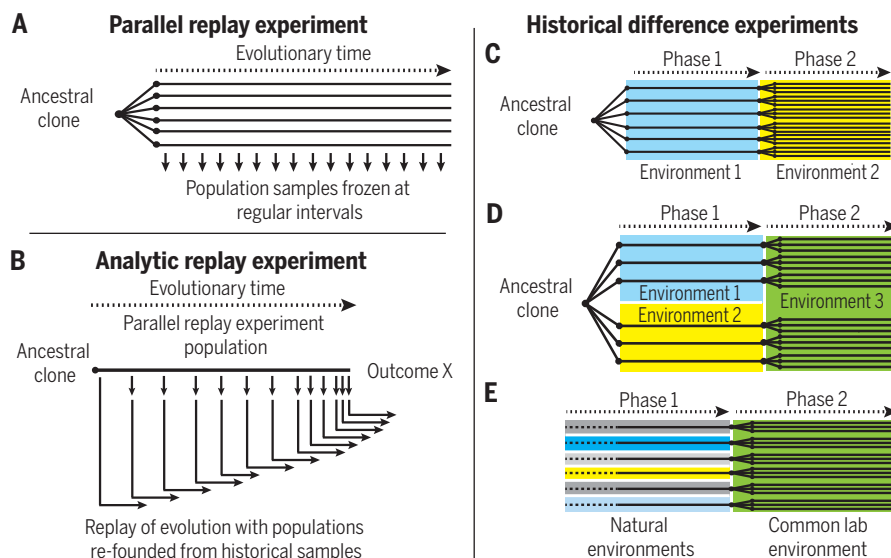 A
Parallel replay experiment
Evolutionary time
Ancestral
clone
Population samples frozen at
regular intervals
B
Analytic replay experiment
Evolutionary time
Parallel replay experiment
population
Ancestral
clone
Outcome X
Replay of evolution with populations
re-founded from historical samples
Historical difference experiments
C
Phase 1
Phase 2
Ancestral
clone
Environment 1
Environment 2
D
Phase 1
Phase 2
Ancestral
clone
Environment 1
Environment 2
Environment 3
E
Phase 1
Phase 2
Natural
environments
Common lab
environment